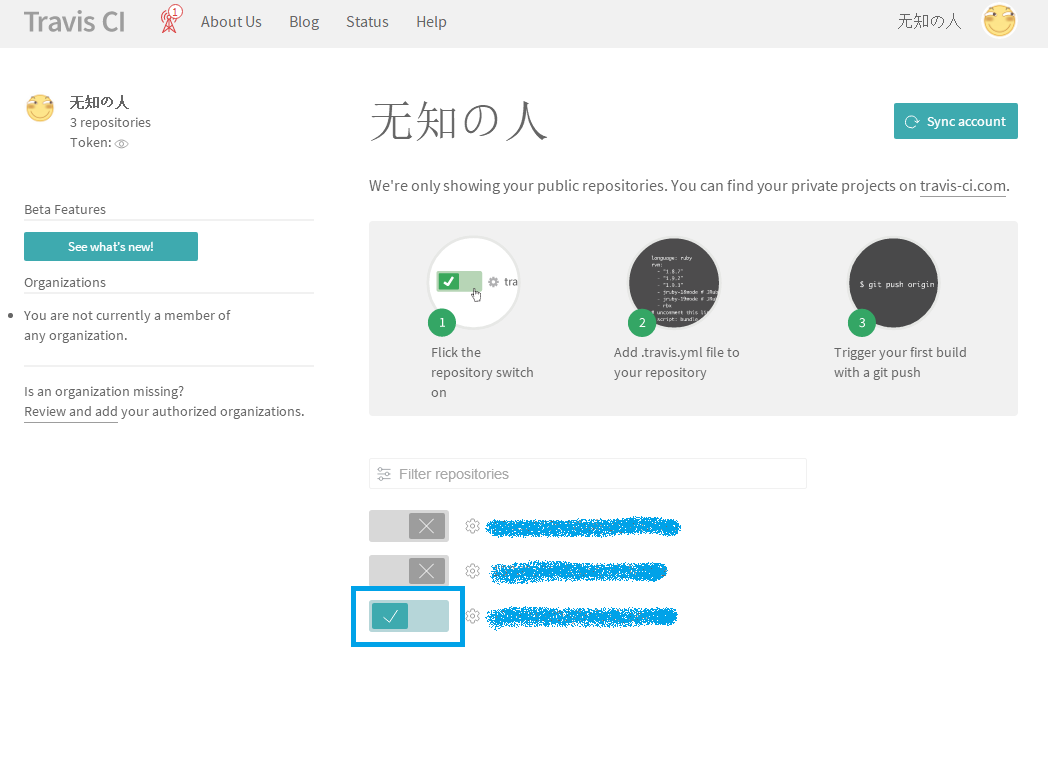 Travis CI
1
About Us
Blog
Status
Help
无知の人
无知の人
3 repositories
Token:
Beta Features
See what's new!
Organizations
You are not currently a member of
any organization.
Is an organization missing?
Review and add your authorized organizations.
无知の人
Sync account
We're only showing your public repositories. You can find your private projects on travis-ci.com.
tra
1
Flick the
repository switch
on
language: ruby
rvm:
- "1.8.7"
- "1.9.2"
- "1.9.3"
- jruby-18mode # JRu
- jruby-19mode # JRu
- rbx
# uncomment this li
script: bundle
2
Add .travis.yml file to
your repository
$ git push origin
3
Trigger your first build
with a git push
Filter repositories